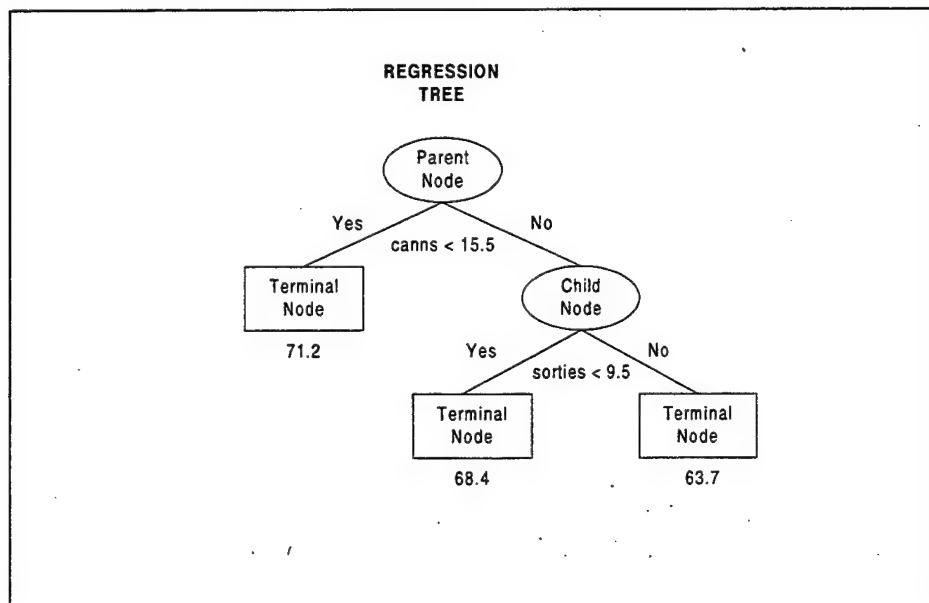 REGRESSION
TREE
Parent
Node
Yes
No
canns < 15.5
Terminal
Node
71.2
Child
Node
Yes
No
sorties < 9.5
Terminal
Node
68.4
Terminal
Node
63.7